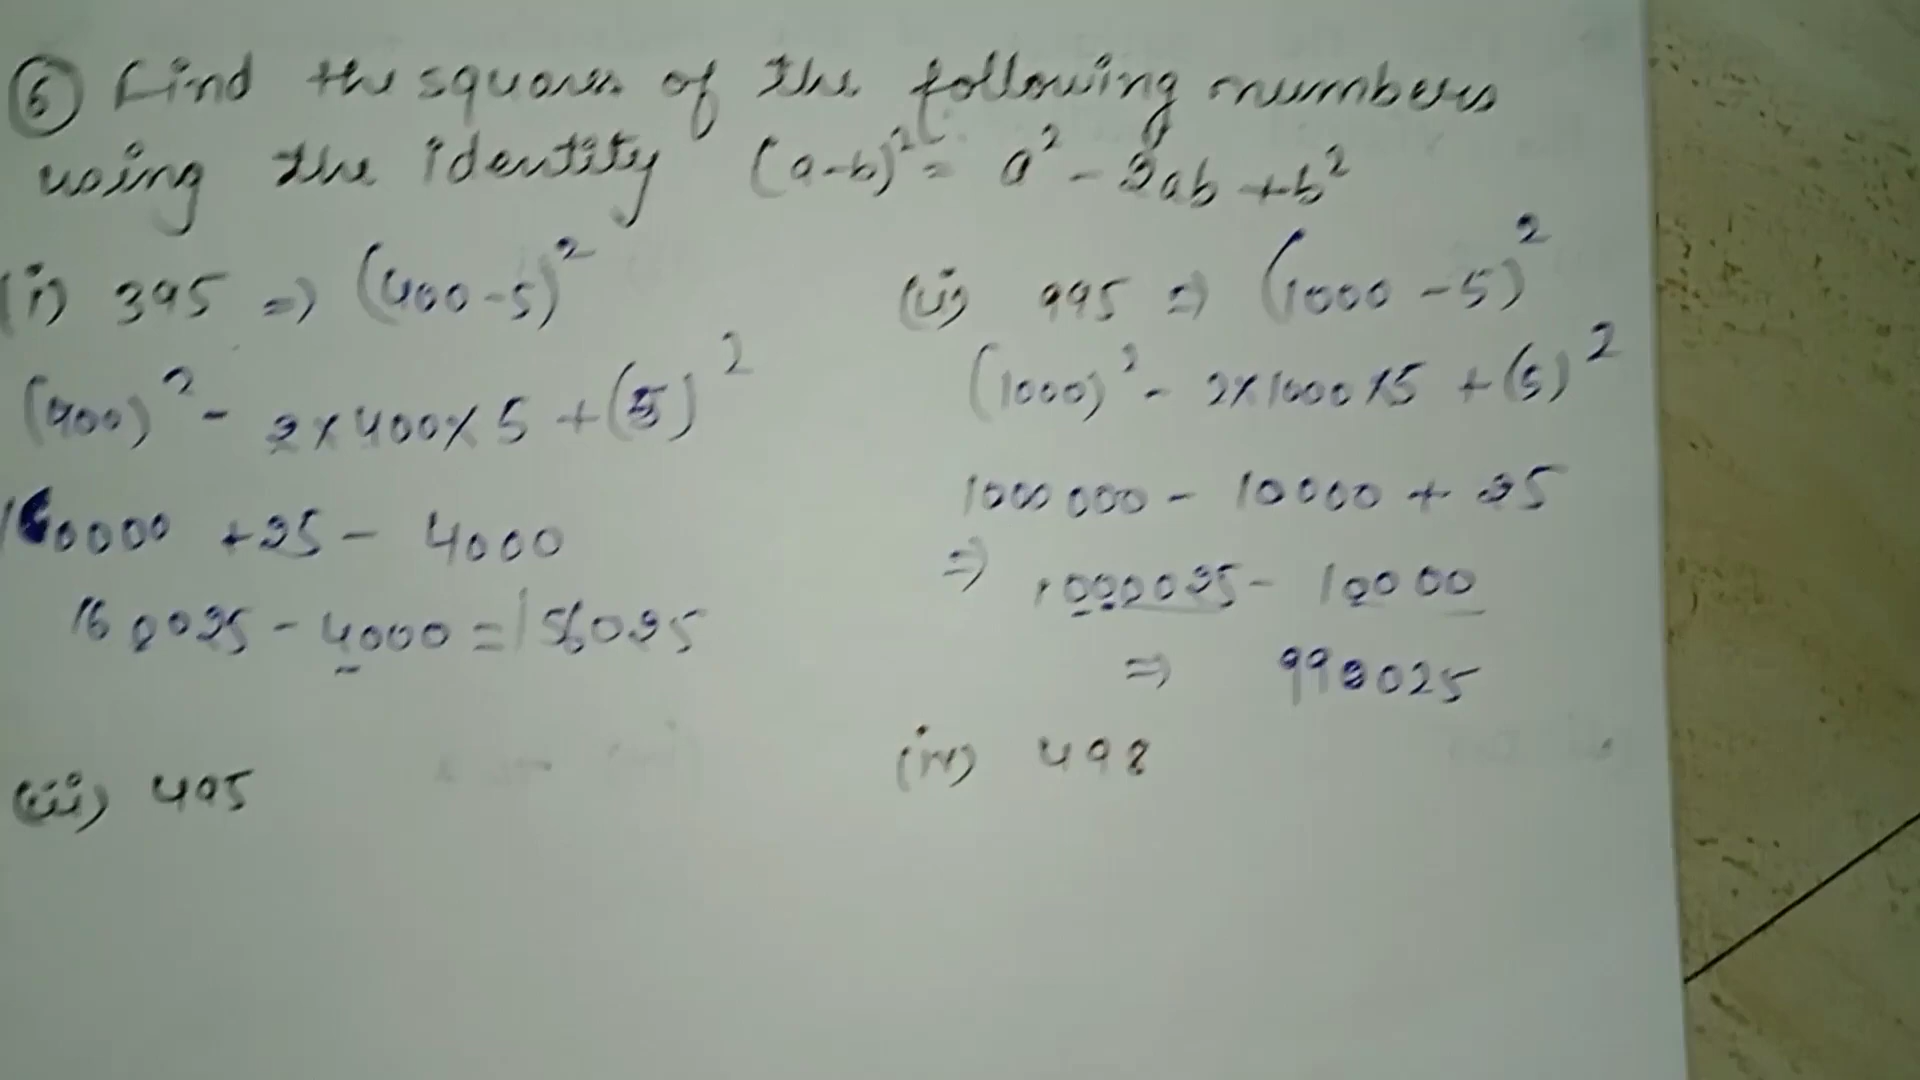 (6) Find the squares of the following numbers
using the identity (a-b)² = a² - 2ab + b²
(i) 395 => (400-5)²
(400)² - 2×400×5 + (5)²
160000 + 25 - 4000
160025 - 4000 = 156025
(ii) 995 => (1000-5)²
(1000)² - 2×1000×5 + (5)²
1000000 - 10000 + 25
=> 1000025 - 10000
=> 990025
(iii) 495
(iv) 498